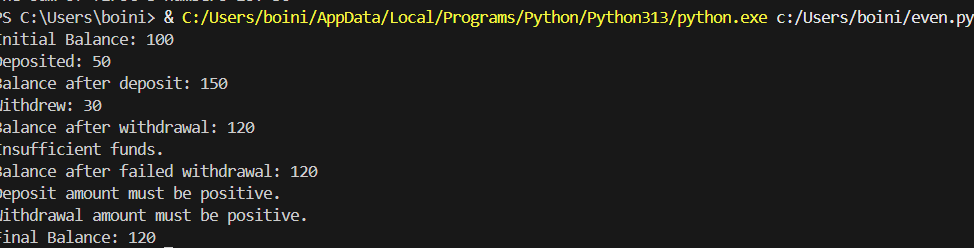 PS C:\Users\boini> & C:/Users/boini/AppData/Local/Programs/Python/Python313/python.exe c:/Users/boini/even.py
Initial Balance: 100
Deposited: 50
Balance after deposit: 150
Withdrew: 30
Balance after withdrawal: 120
Insufficient funds.
Balance after failed withdrawal: 120
Deposit amount must be positive.
Withdrawal amount must be positive.
Final Balance: 120